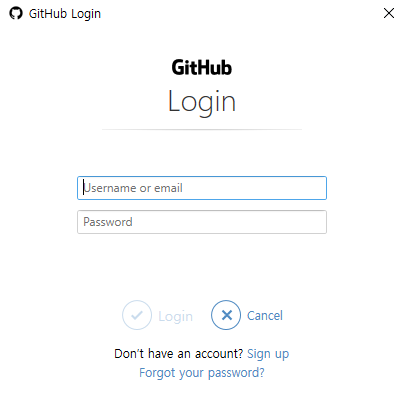 GitHub Login
GitHub
Login
Username or email
Password
Login Cancel
Don't have an account? Sign up
Forgot your password?